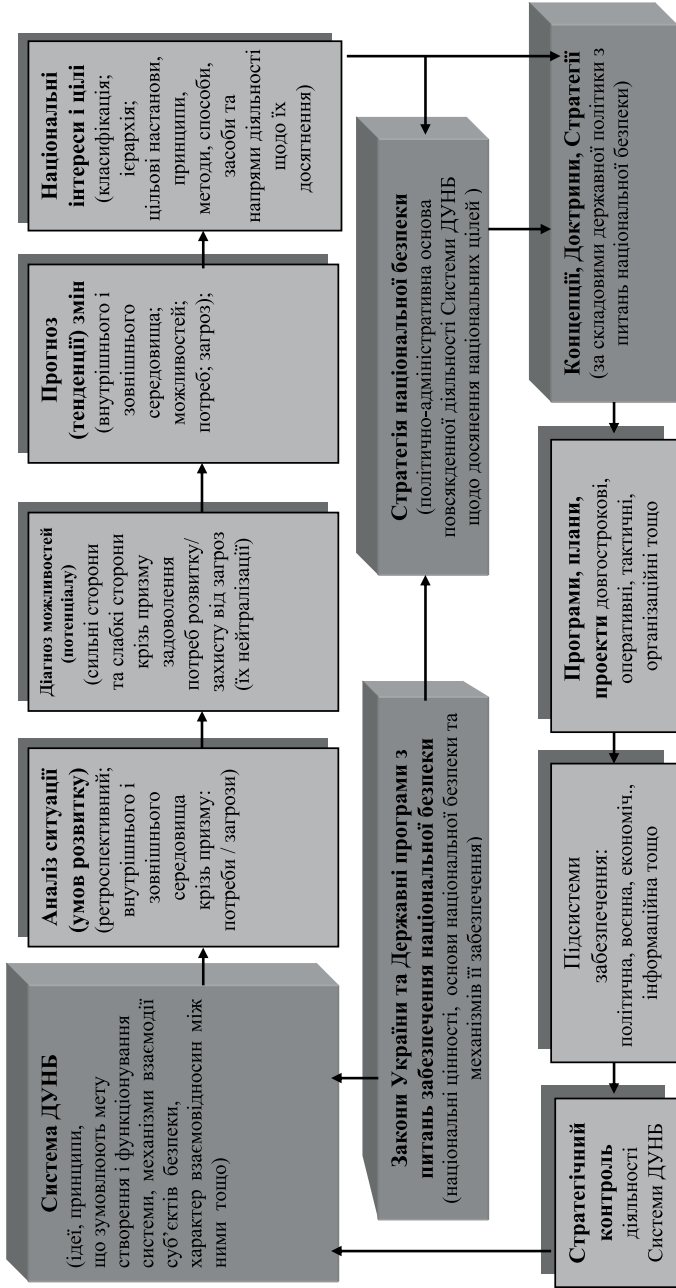 Система ДУНБ
(ідеї, принципи,
що зумовлюють мету
створення і функціонування
системи, механізми взаємодії
суб’єктів безпеки,
характер взаємовідносин між
ними тощо)
Аналіз ситуації
(умов розвитку)
(ретроспективний;
внутрішнього і
зовнішнього
середовища
крізь призму:
потреби / загрози)
Діагноз можливостей
(потенціалу)
(сильні сторони
та слабкі сторони
крізь призму
задоволення
потреб розвитку/
захисту від загроз
(їх нейтралізації)
Прогноз
(тенденції) змін
(внутрішнього і
зовнішнього
середовища;
можливостей;
потреб; загроз);
Національні
інтереси і цілі
(класифікація;
ієрархія;
цільові настанови,
принципи,
методи, способи,
засоби та
напрями діяльності
щодо їх
досягнення)
Закони України та Державні програми з
питань забезпечення національної безпеки
(національні цінності, основи національної безпеки та
механізмів її забезпечення)
Стратегія національної безпеки
(політично-адміністративна основа
повсякденної діяльності Системи ДУНБ
щодо досянення національних цілей )
Стратегічний
контроль
діяльності
Системи ДУНБ
Підсистеми
забезпечення:
політична, воєнна, економіч.,
інформаційна тощо
Програми, плани,
проекти довгострокові,
оперативні, тактичні,
організаційні тощо
Концепції, Доктрини, Стратегії
(за складовими державної політики з
питань національної безпеки)